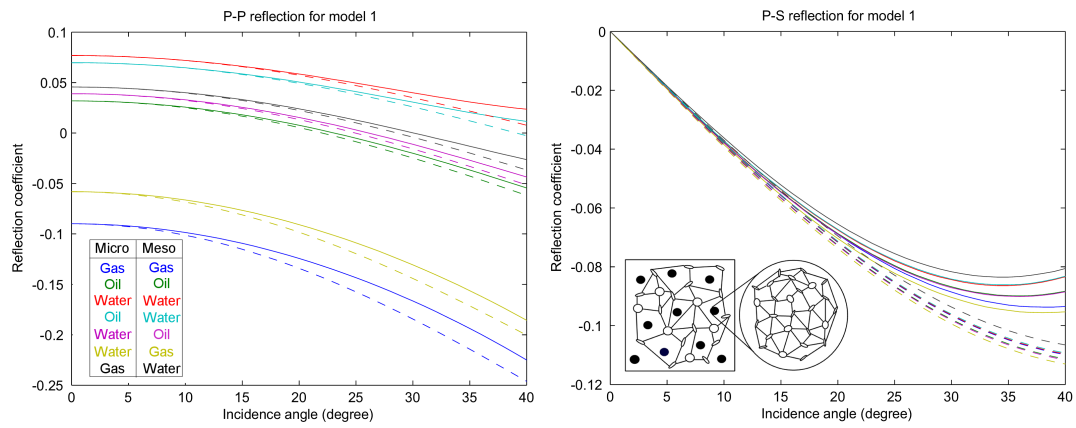 P-P reflection for model 1
0.1
0.05
0
-0.05
-0.1
-0.15
-0.2
-0.25
Reflection coefficient
0 5 10 15 20 25 30 35 40
Incidence angle (degree)
Micro Meso
Gas Gas
Oil Oil
Water Water
Oil Water
Water Oil
Water Gas
Gas Water
P-S reflection for model 1
0
-0.02
-0.04
-0.06
-0.08
-0.1
-0.12
Reflection coefficient
0 5 10 15 20 25 30 35 40
Incidence angle (degree)